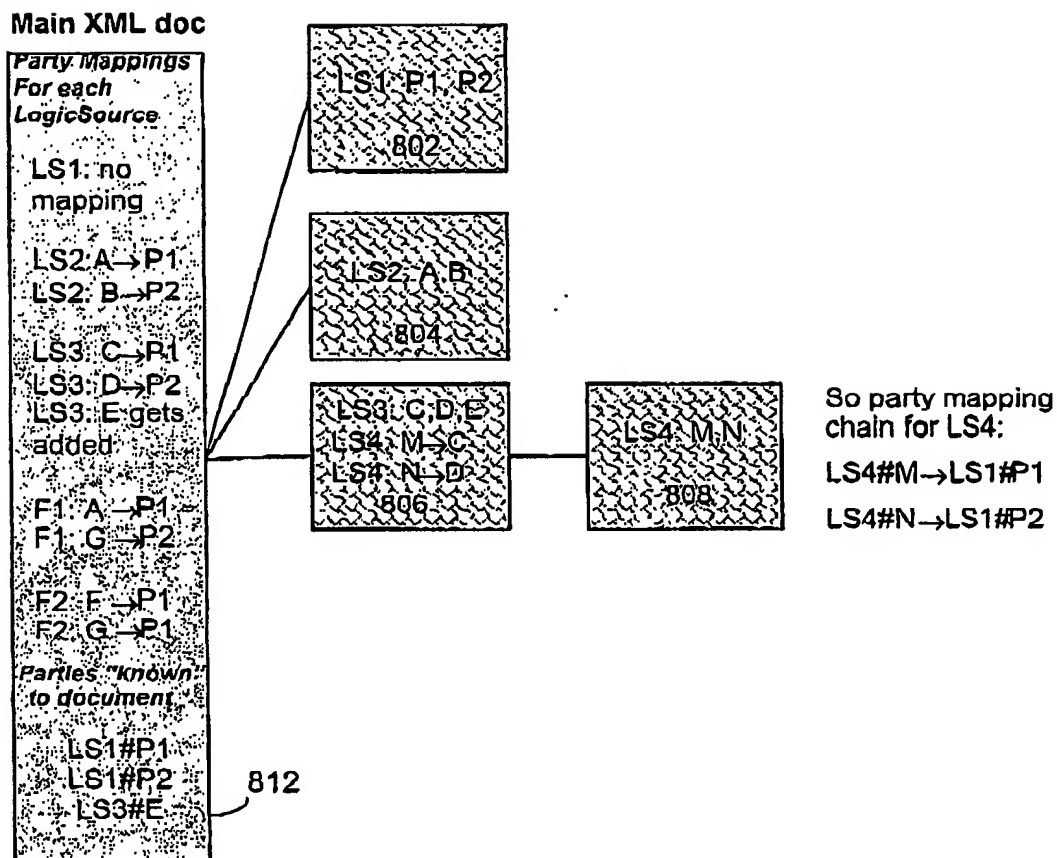 Main XML doc
Party Mappings
For each
LogicSource
LS1: no
mapping
LS2:A→P1
LS2: B→P2
LS3: C→P1
LS3: D→P2
LS3: E gets
added
F1: A →P1
F1: G →P2
F2: F →P1
F2: G →P1
Parties "known"
to document
LS1#P1
LS1#P2
LS3#E
812
LS1: P1, P2
802
LS2: A,B
804
LS3: C,D,E
LS4: M→C
LS4: N→D
806
LS4: M,N
808
So party mapping
chain for LS4:
LS4#M→LS1#P1
LS4#N→LS1#P2